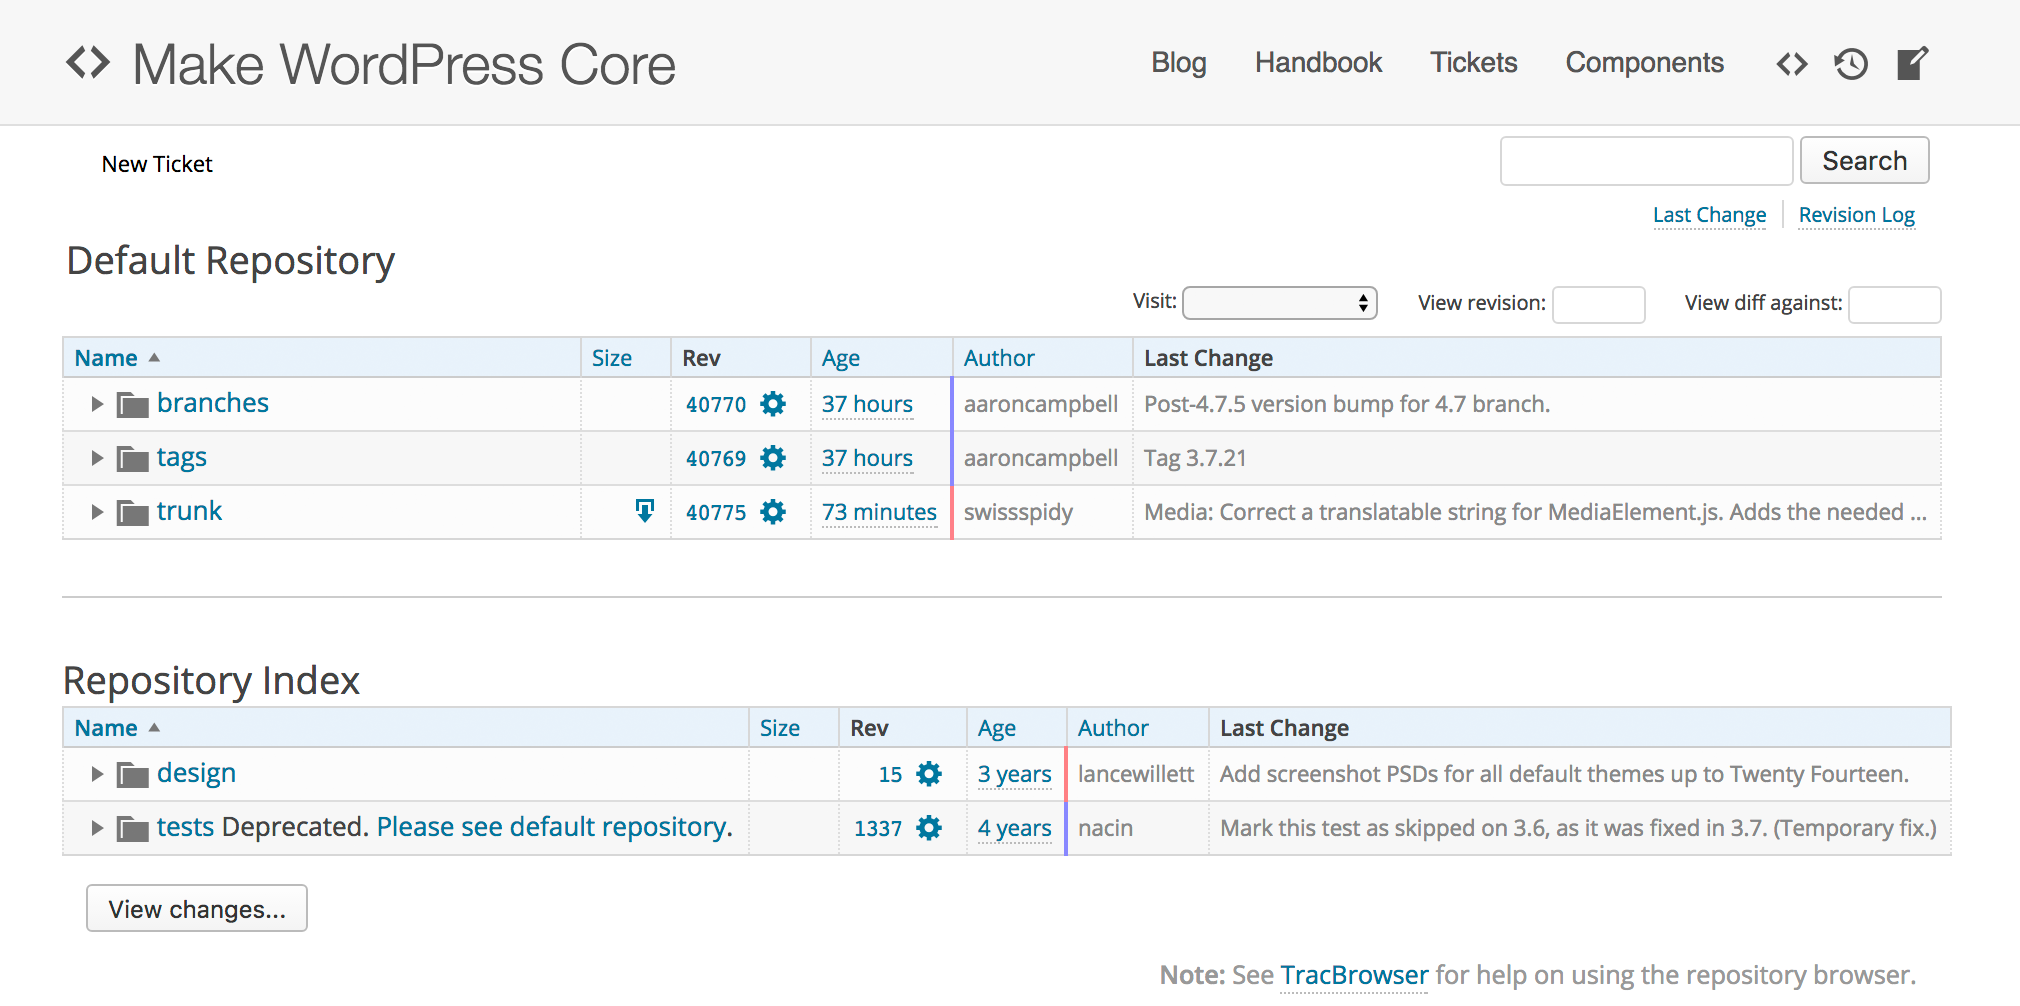 Make WordPress Core
Blog Handbook Tickets Components
New Ticket
Search
Last Change Revision Log
Default Repository
Visit: View revision: View diff against:
Name Size Rev Age Author Last Change
branches 40770 37 hours aaroncampbell Post-4.7.5 version bump for 4.7 branch.
tags 40769 37 hours aaroncampbell Tag 3.7.21
trunk 40775 73 minutes swissspidy Media: Correct a translatable string for MediaElement.js. Adds the needed ...
Repository Index
Name Size Rev Age Author Last Change
design 15 3 years lancewillett Add screenshot PSDs for all default themes up to Twenty Fourteen.
tests Deprecated. Please see default repository. 1337 4 years nacin Mark this test as skipped on 3.6, as it was fixed in 3.7. (Temporary fix.)
View changes...
Note: See TracBrowser for help on using the repository browser.